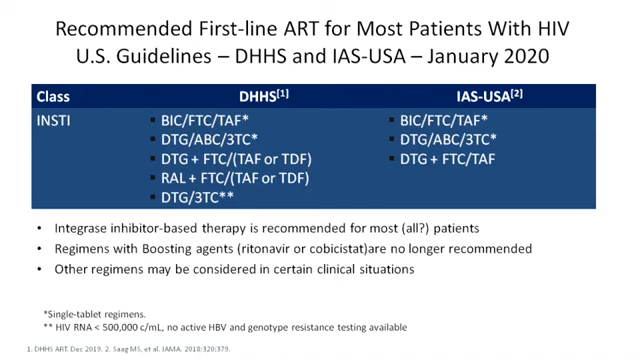 Recommended First-line ART for Most Patients With HIV
U.S. Guidelines – DHHS and IAS-USA – January 2020
Class DHHS[1] IAS-USA[2]
INSTI ▪ BIC/FTC/TAF* ▪ BIC/FTC/TAF*
▪ DTG/ABC/3TC* ▪ DTG/ABC/3TC*
▪ DTG + FTC/(TAF or TDF) ▪ DTG + FTC/TAF
▪ RAL + FTC/(TAF or TDF)
▪ DTG/3TC**
• Integrase inhibitor-based therapy is recommended for most (all?) patients
• Regimens with Boosting agents (ritonavir or cobicistat)are no longer recommended
• Other regimens may be considered in certain clinical situations
*Single-tablet regimens.
** HIV RNA < 500,000 c/mL, no active HBV and genotype resistance testing available
1. DHHS ART. Dec 2019. 2. Saag MS, et al. JAMA. 2018:320:379.